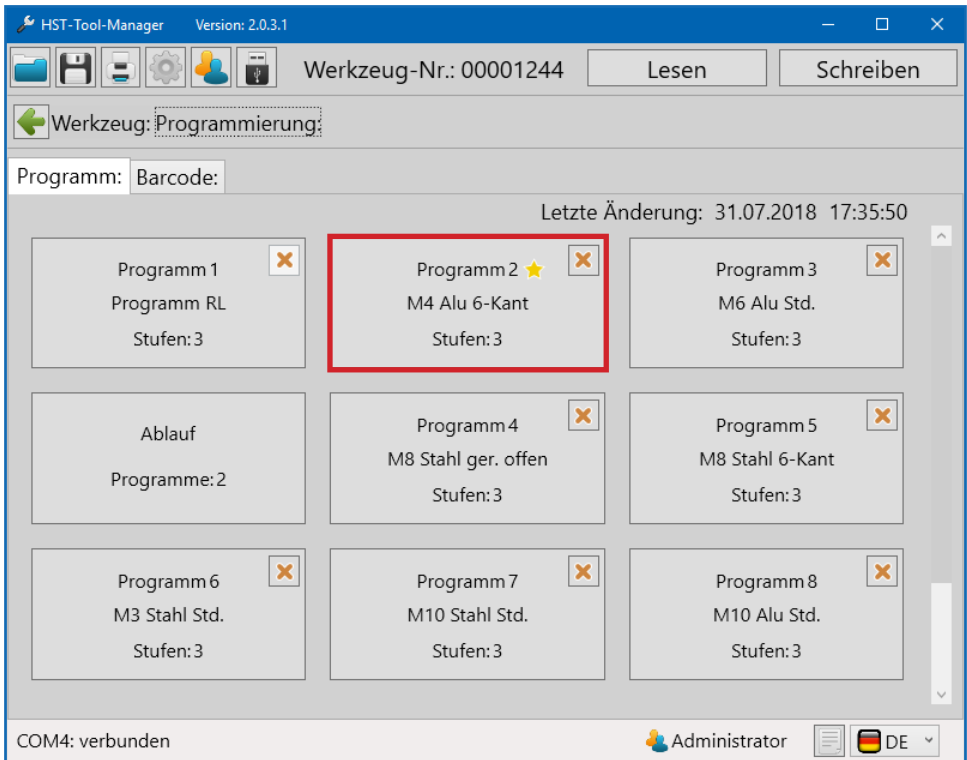 HST-Tool-Manager Version: 2.0.3.1
Werkzeug-Nr.: 00001244 Lesen Schreiben
Werkzeug: Programmierung:
Programm: Barcode:
Letzte Änderung: 31.07.2018 17:35:50
Programm 1
Programm RL
Stufen: 3
Programm 2
M4 Alu 6-Kant
Stufen: 3
Programm 3
M6 Alu Std.
Stufen: 3
Ablauf
Programme: 2
Programm 4
M8 Stahl ger. offen
Stufen: 3
Programm 5
M8 Stahl 6-Kant
Stufen: 3
Programm 6
M3 Stahl Std.
Stufen: 3
Programm 7
M10 Stahl Std.
Stufen: 3
Programm 8
M10 Alu Std.
Stufen: 3
COM4: verbunden Administrator DE